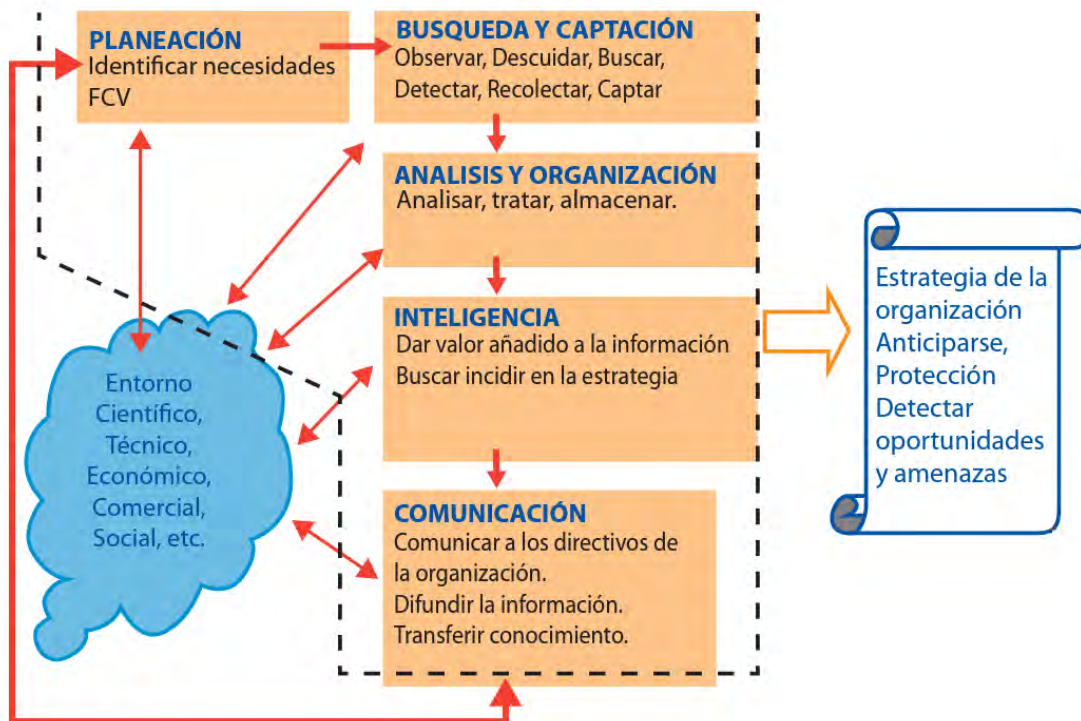 PLANEACIÓN
Identificar necesidades
FCV
BUSQUEDA Y CAPTACIÓN
Observar, Descuidar, Buscar,
Detectar, Recolectar, Captar
ANALISIS Y ORGANIZACIÓN
Analisar, tratar, almacenar.
INTELIGENCIA
Dar valor añadido a la información
Buscar incidir en la estrategia
COMUNICACIÓN
Comunicar a los directivos de
la organización.
Difundir la información.
Transferir conocimiento.
Entorno
Científico,
Técnico,
Económico,
Comercial,
Social, etc.
Estrategia de la
organización
Anticiparse,
Protección
Detectar
oportunidades
y amenazas